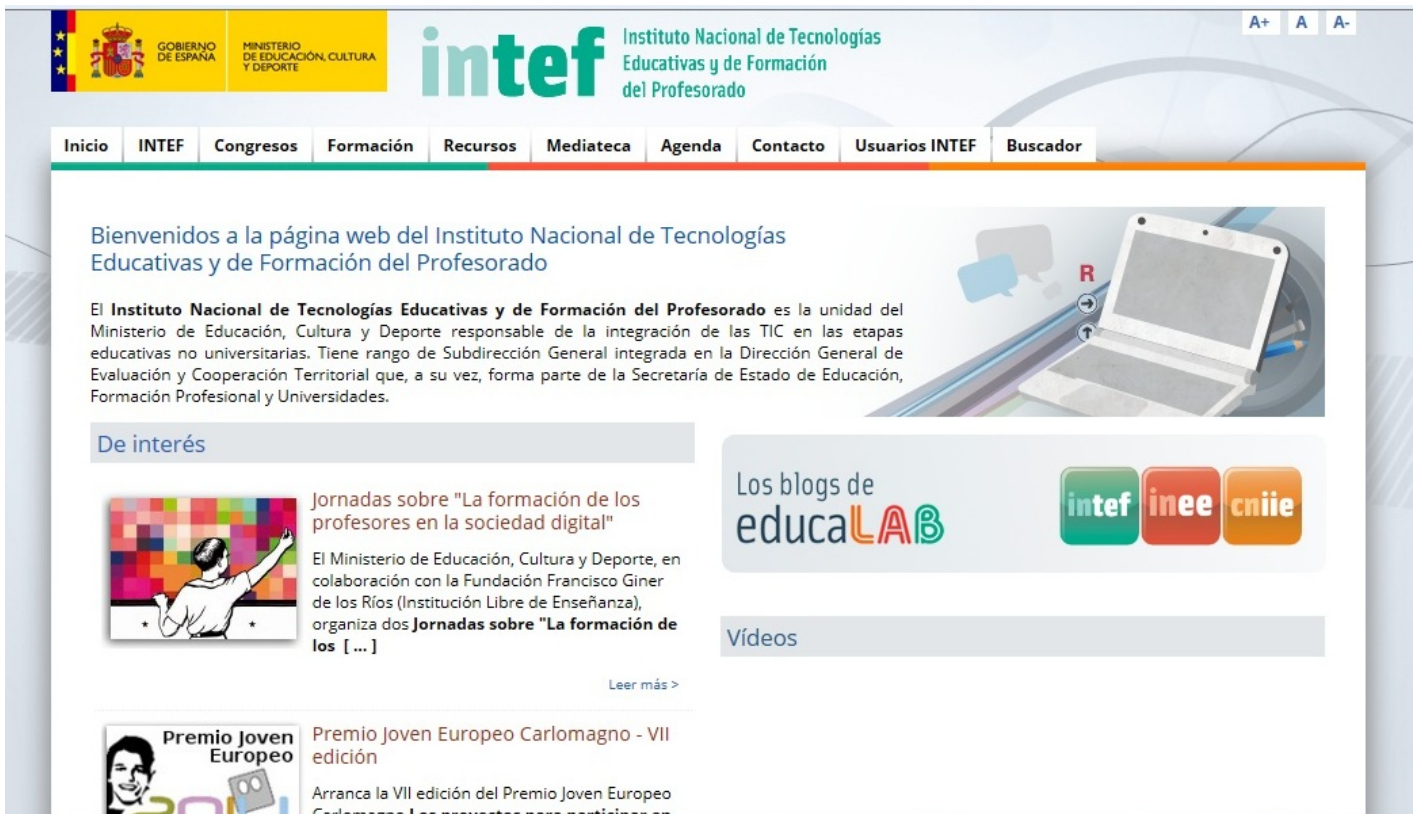 GOBIERNO
DE ESPAÑA
MINISTERIO
DE EDUCACIÓN, CULTURA
Y DEPORTE
intef
Instituto Nacional de Tecnologías
Educativas y de Formación
del Profesorado
A+ A A-
Inicio INTEF Congresos Formación Recursos Mediateca Agenda Contacto Usuarios INTEF Buscador
Bienvenidos a la página web del Instituto Nacional de Tecnologías
Educativas y de Formación del Profesorado
El Instituto Nacional de Tecnologías Educativas y de Formación del Profesorado es la unidad del
Ministerio de Educación, Cultura y Deporte responsable de la integración de las TIC en las etapas
educativas no universitarias. Tiene rango de Subdirección General integrada en la Dirección General de
Evaluación y Cooperación Territorial que, a su vez, forma parte de la Secretaría de Estado de Educación,
Formación Profesional y Universidades.
R
De interés
Jornadas sobre "La formación de los
profesores en la sociedad digital"
El Ministerio de Educación, Cultura y Deporte, en
colaboración con la Fundación Francisco Giner
de los Ríos (Institución Libre de Enseñanza),
organiza dos Jornadas sobre "La formación de
los [ ... ]
Leer más >
Premio Joven
Europeo
2014
Premio Joven Europeo Carlomagno - VII
edición
Arranca la VII edición del Premio Joven Europeo
Carlomagno Los proyectos para participar en
Los blogs de
educaLAB
intef inee cniie
Vídeos